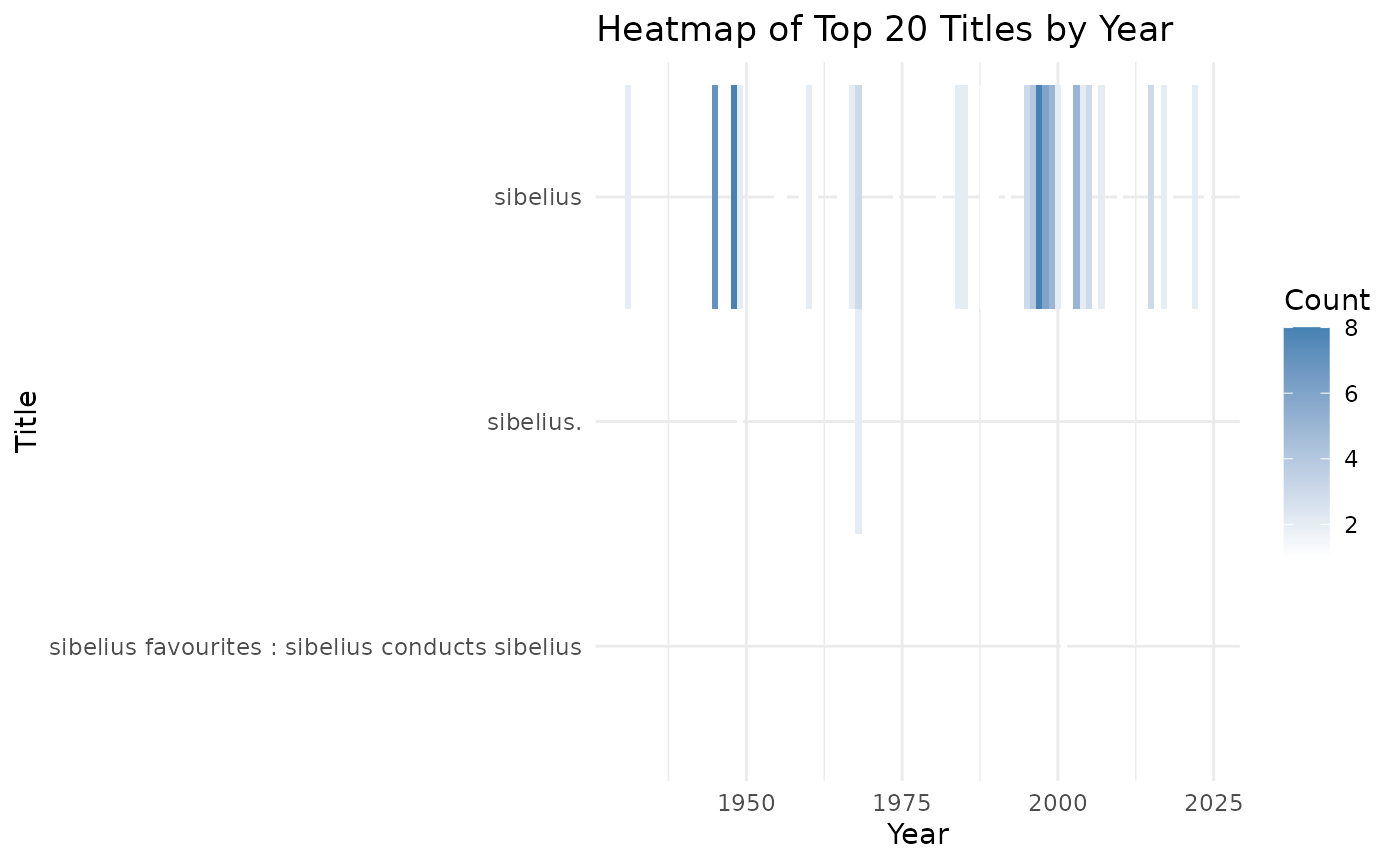 Heatmap of Top 20 Titles by Year
sibelius
Count
8
6
4
2
Title
sibelius.
sibelius favourites : sibelius conducts sibelius
1950 1975 2000 2025
Year